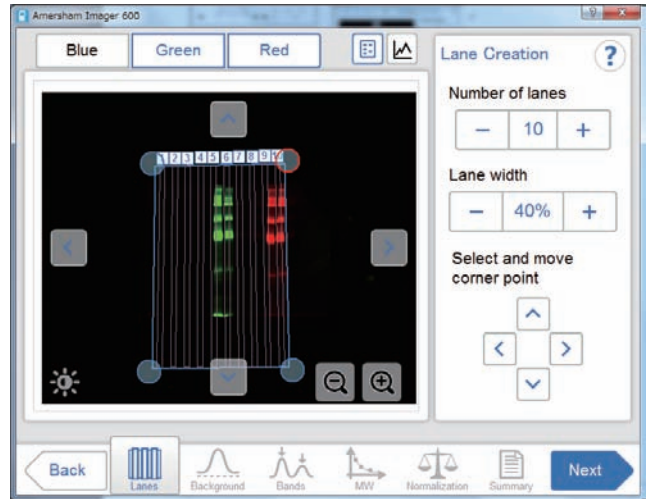 Amersham Imager 600
Blue
Green
Red
Lane Creation
?
Number of lanes
− 10 +
Lane width
− 40% +
Select and move
corner point
1 2 3 4 5 6 7 8 9
Back
Lanes
Background
Bands
MW
Normalization
Summary
Next